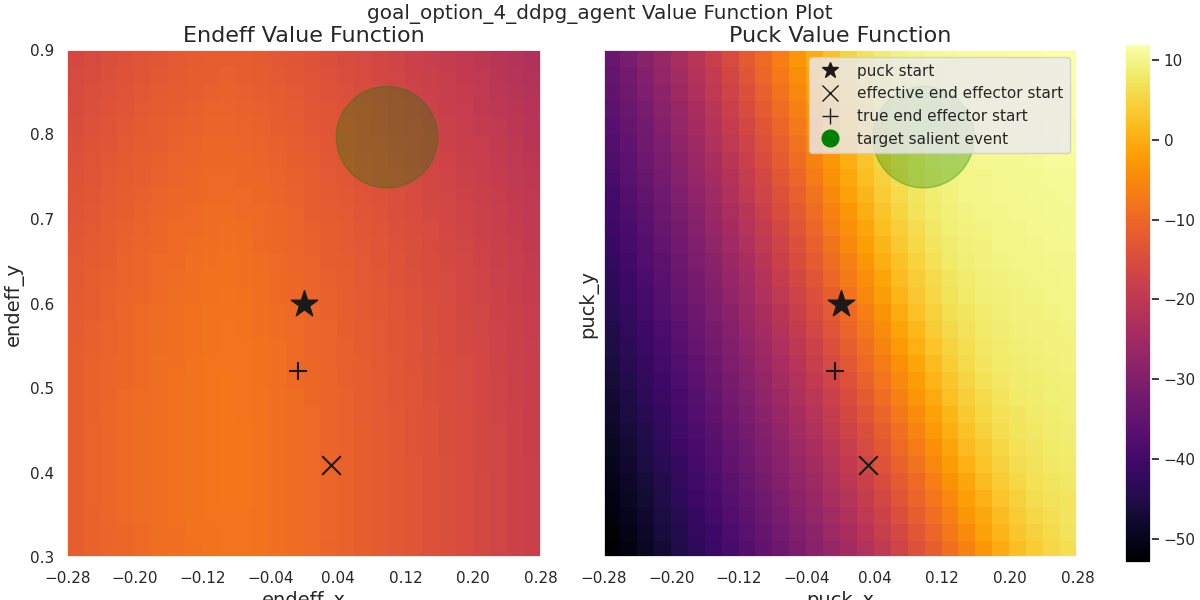 goal_option_4_ddpg_agent Value Function Plot
Endeff Value Function
Puck Value Function
puck start
effective end effector start
true end effector start
target salient event
endeff_y
0.9
0.8
0.7
0.6
0.5
0.4
0.3
−0.28 −0.20 −0.12 −0.04 0.04 0.12 0.20 0.28
endeff_x
puck_y
−0.28 −0.20 −0.12 −0.04 0.04 0.12 0.20 0.28
puck_x
10
0
−10
−20
−30
−40
−50